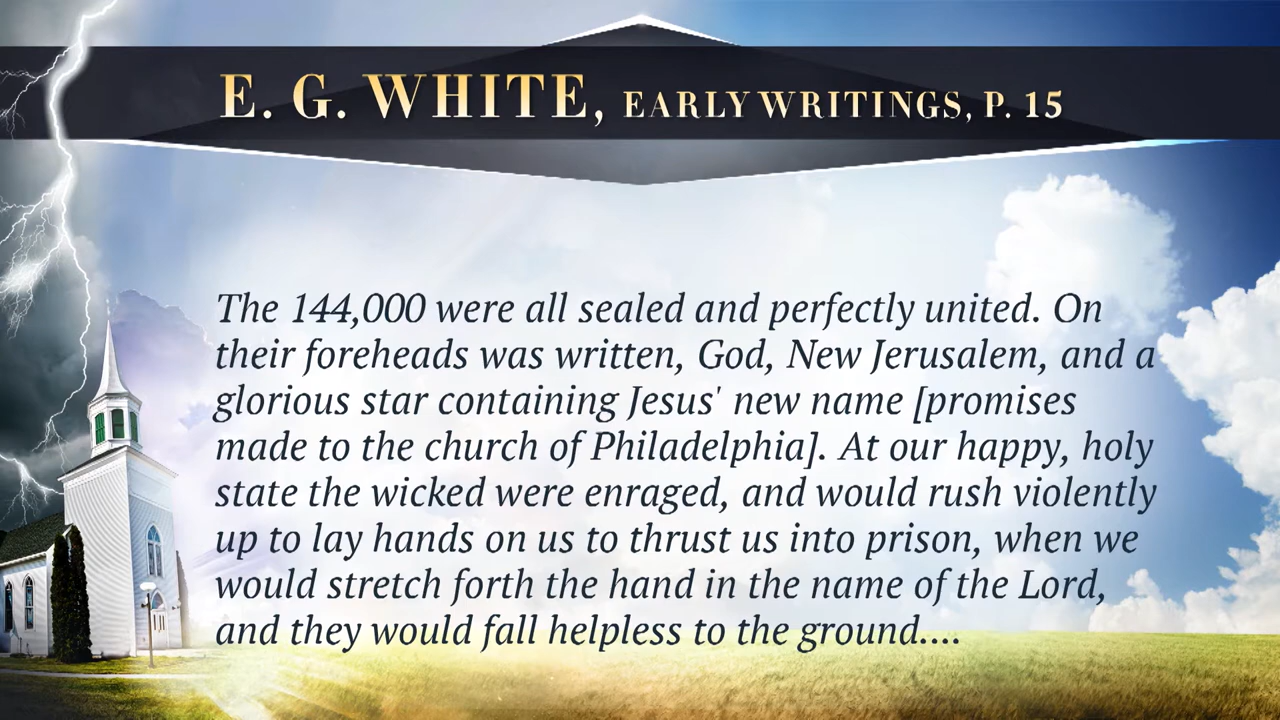 E. G. WHITE, EARLY WRITINGS, P. 15
The 144,000 were all sealed and perfectly united. On
their foreheads was written, God, New Jerusalem, and a
glorious star containing Jesus' new name [promises
made to the church of Philadelphia]. At our happy, holy
state the wicked were enraged, and would rush violently
up to lay hands on us to thrust us into prison, when we
would stretch forth the hand in the name of the Lord,
and they would fall helpless to the ground....